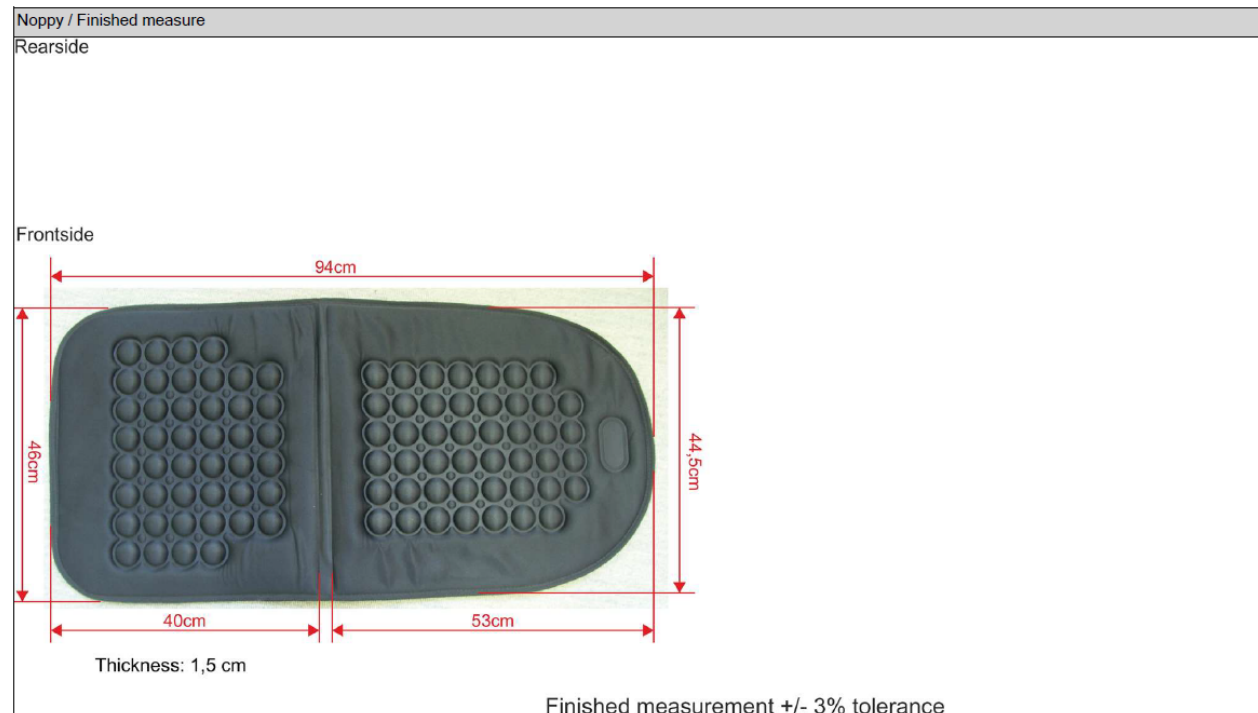 Noppy / Finished measure
Rearside
Frontside
94cm
46cm
44,5cm
40cm
53cm
Thickness: 1,5 cm
Finished measurement +/- 3% tolerance